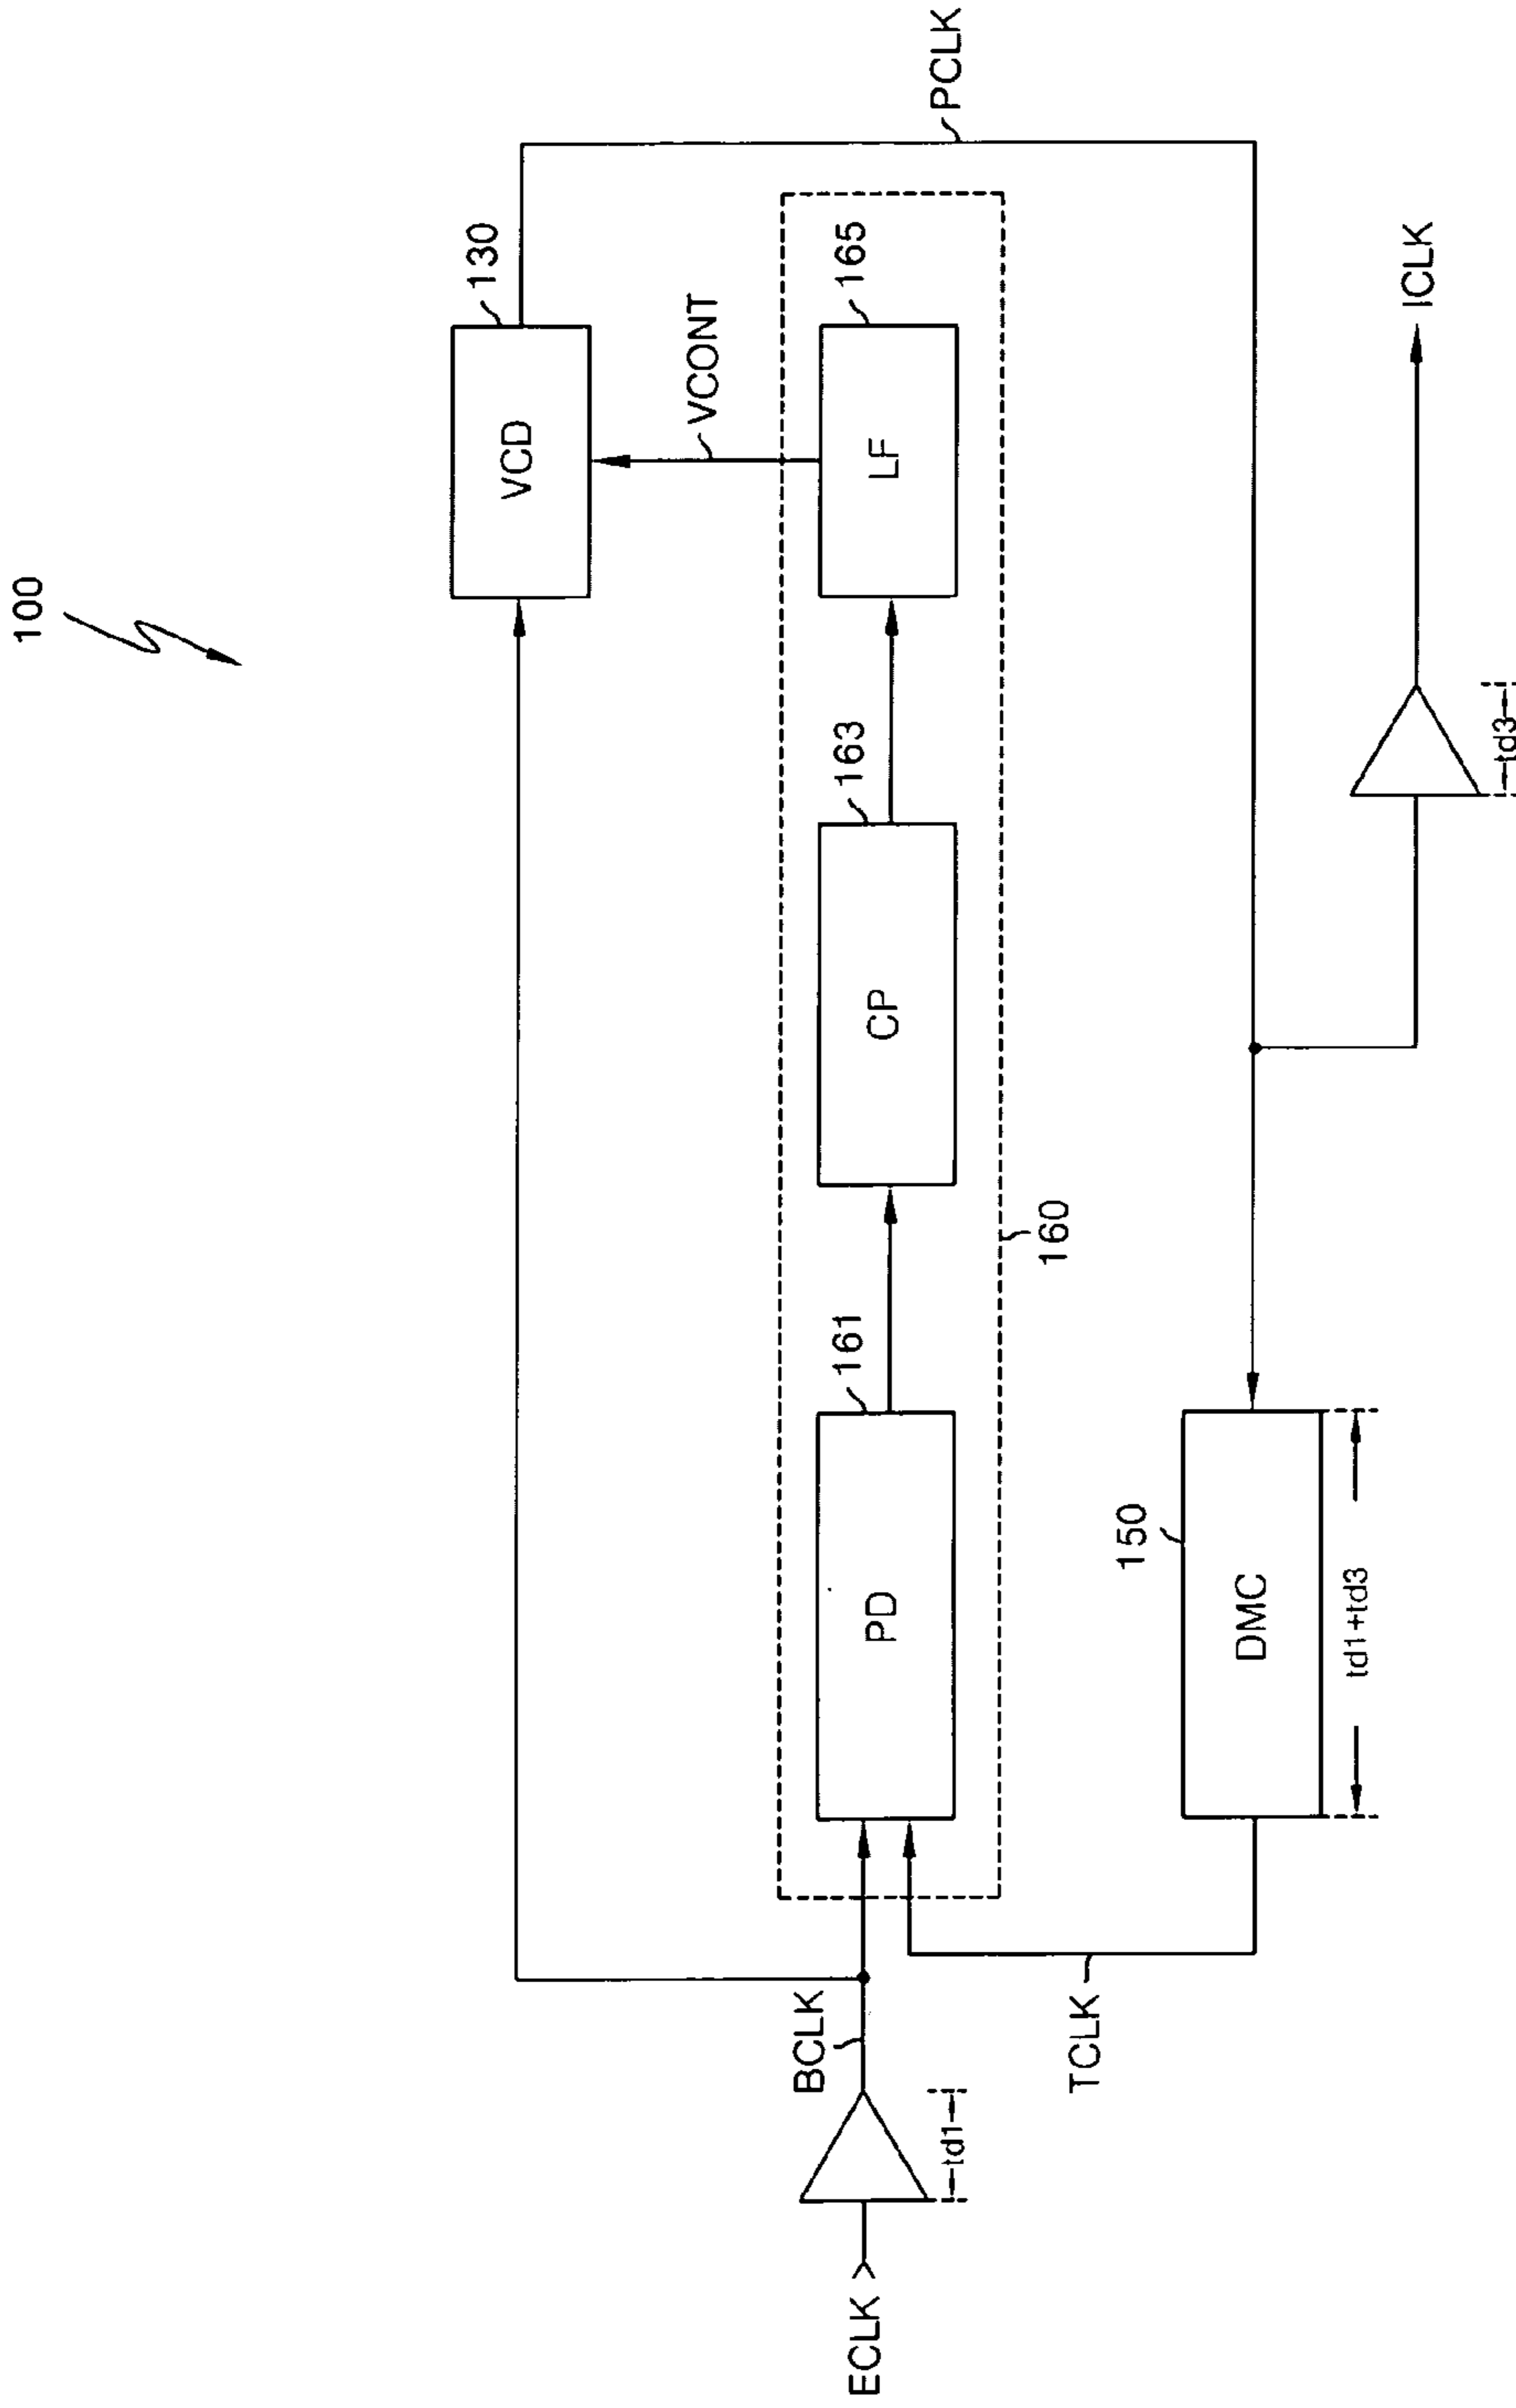 100
VCD
130
VCONT
PCLK
PD
161
CP
163
LF
165
160
ECLK
td1
BCLK
TCLK
DMC
150
td1+td3
td3
ICLK